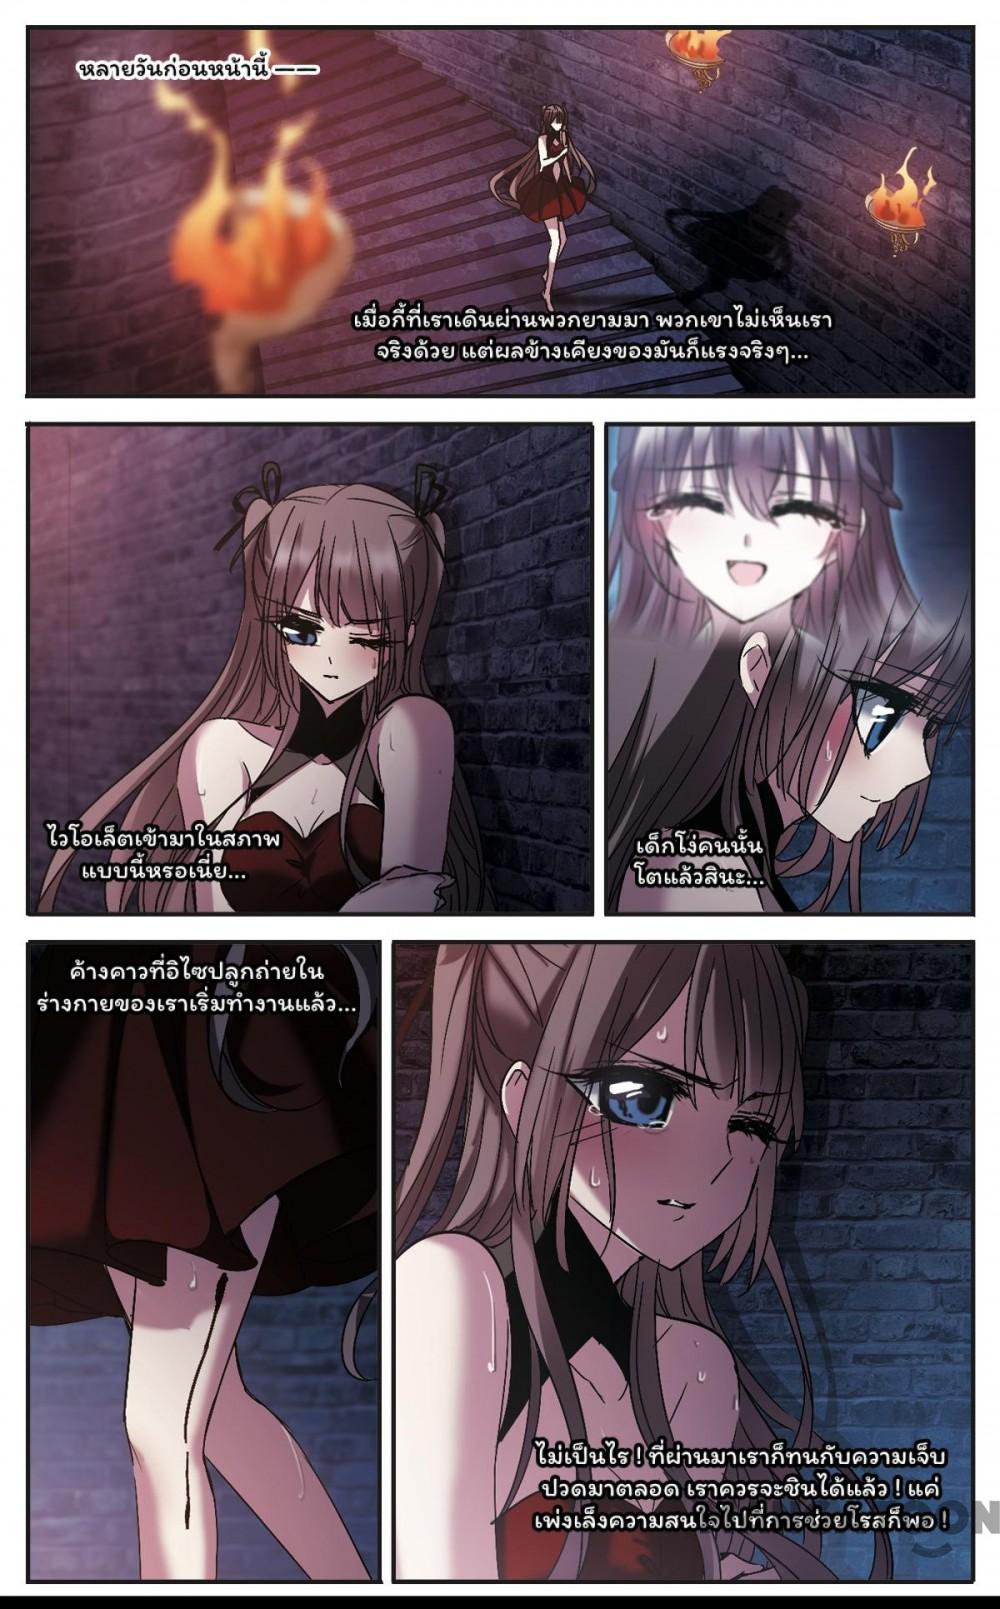 หลายวันก่อนหน้านี้ ——
เมื่อกี้ที่เราเดินผ่านพวกยามมา พวกเขาไม่เห็นเรา
จริงด้วย แต่ผลข้างเคียงของมันก็แรงจริงๆ...
ไวโอเล็ตเข้ามาในสภาพ
แบบนี้หรอเนี่ย...
เด็กโง่คนนั้น
โตแล้วสินะ...
ค้างคาวที่อิไซปลูกถ่ายใน
ร่างกายของเราเริ่มทำงานแล้ว...
ไม่เป็นไร ! ที่ผ่านมาเราก็ทนกับความเจ็บ
ปวดมาตลอด เราควรจะชินได้แล้ว ! แค่
เพ่งเล็งความสนใจไปที่การช่วยโรสก็พอ !